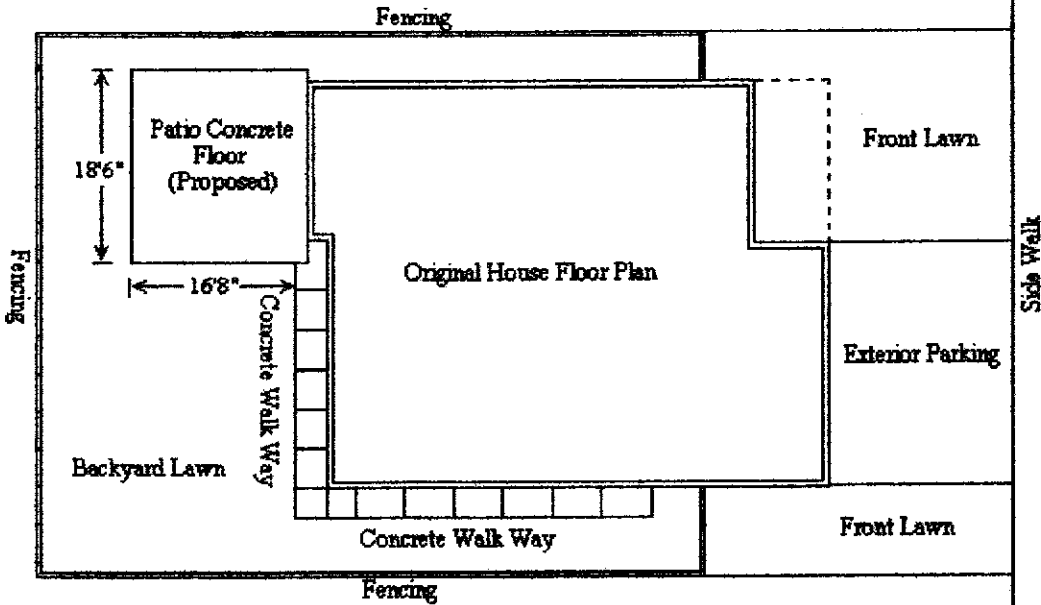 Fencing
Patio Concrete
Floor
(Proposed)
18'6"
16'8"
Fencing
Concrete Walk Way
Original House Floor Plan
Front Lawn
Side Walk
Exterior Parking
Backyard Lawn
Concrete Walk Way
Front Lawn
Fencing